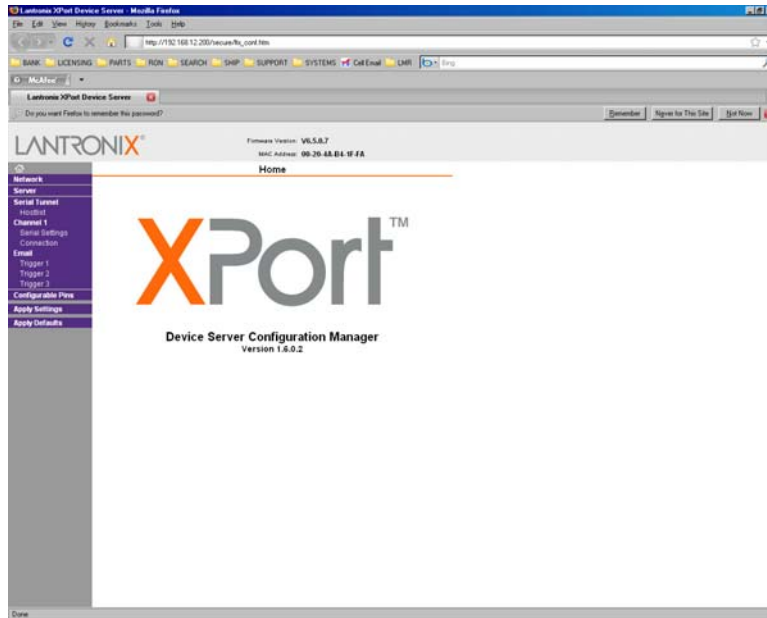 Lantronix XPort Device Server - Mozilla Firefox
File Edit View History Bookmarks Tools Help
http://192.168.12.200/secure/ltx_conf.htm
BANK LICENSING PARTS RON SEARCH SHIP SUPPORT SYSTEMS Cell Email LMR Bing
McAfee
Lantronix XPort Device Server
Do you want Firefox to remember this password? Remember Never for This Site Not Now
LANTRONIX®
Firmware Version: V6.5.0.7
MAC Address: 00-20-4A-B4-1F-FA
Home
Network
Server
Serial Tunnel
Hostlist
Channel 1
Serial Settings
Connection
Email
Trigger 1
Trigger 2
Trigger 3
Configurable Pins
Apply Settings
Apply Defaults
XPort™
Device Server Configuration Manager
Version 1.6.0.2
Done